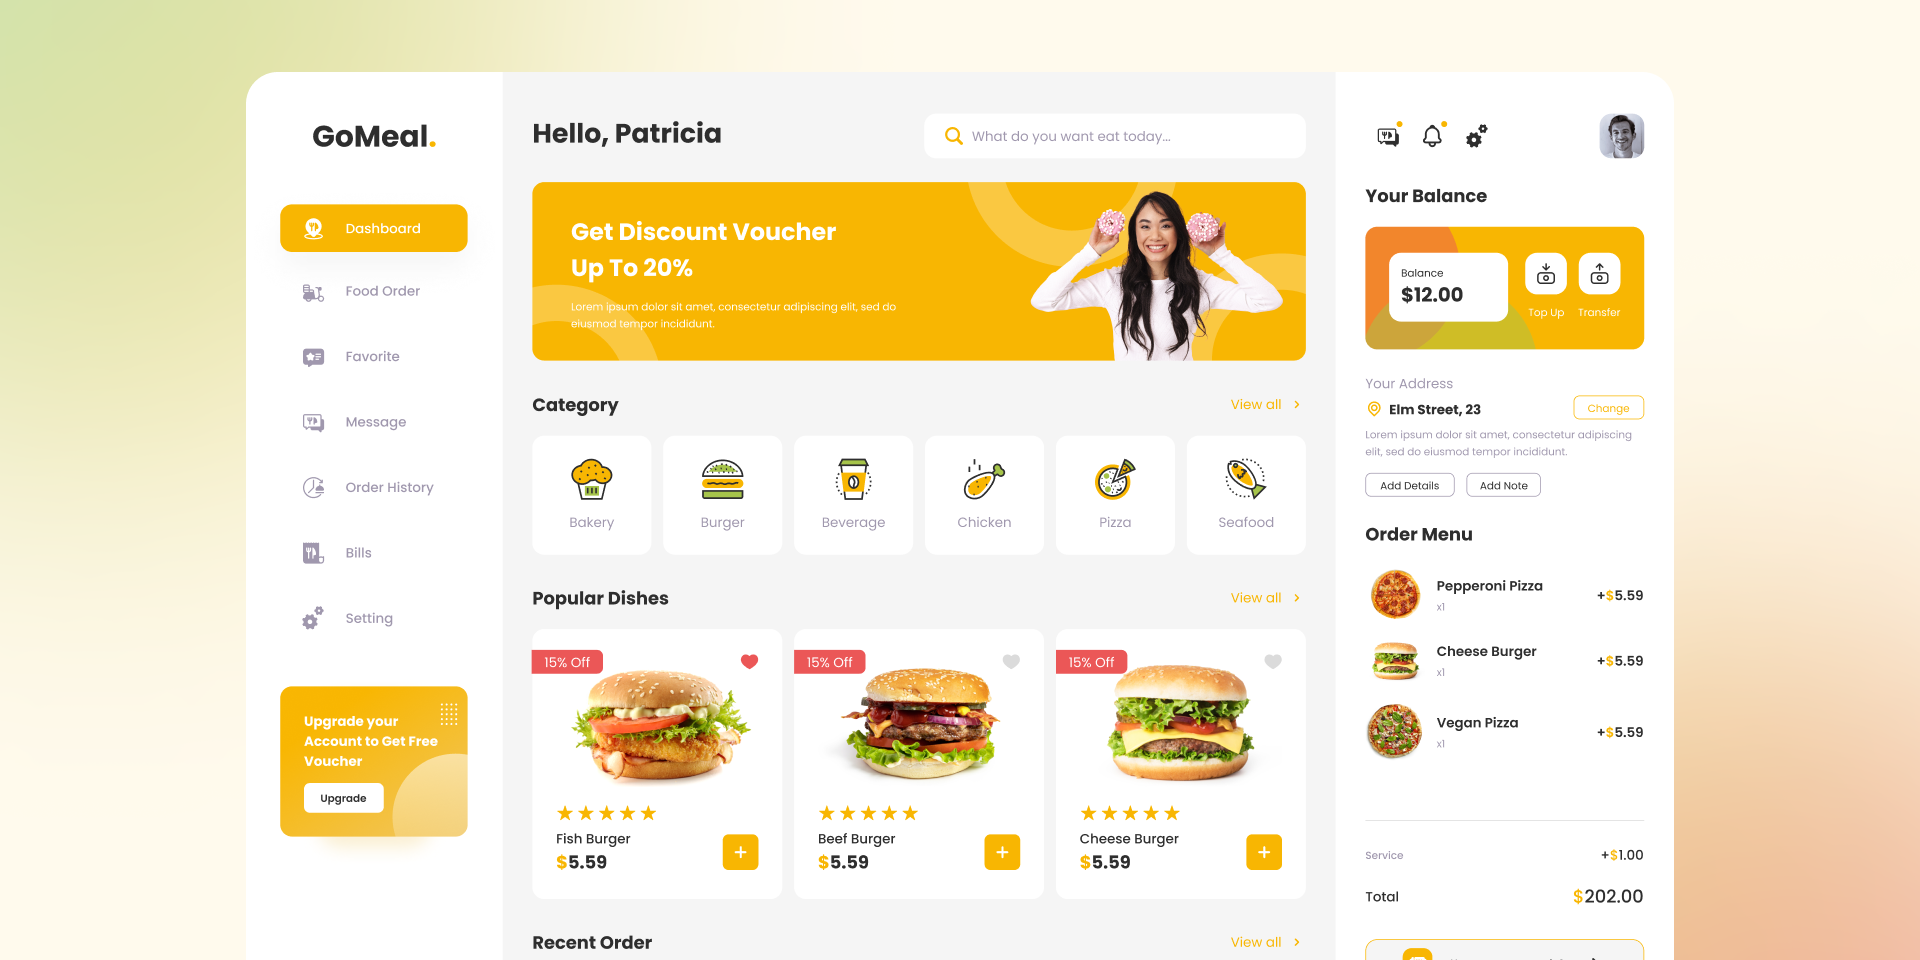 GoMeal.
Dashboard
Food Order
Favorite
Message
Order History
Bills
Setting
Upgrade your
Account to Get Free
Voucher
Upgrade
Hello, Patricia
What do you want eat today...
Get Discount Voucher
Up To 20%
Lorem ipsum dolor sit amet, consectetur adipiscing elit, sed do
eiusmod tempor incididunt.
Category
View all
Bakery
Burger
Beverage
Chicken
Pizza
Seafood
Popular Dishes
View all
15% Off
Fish Burger
$5.59
15% Off
Beef Burger
$5.59
15% Off
Cheese Burger
$5.59
Recent Order
View all
Your Balance
Balance
$12.00
Top Up
Transfer
Your Address
Elm Street, 23
Change
Lorem ipsum dolor sit amet, consectetur adipiscing
elit, sed do eiusmod tempor incididunt.
Add Details
Add Note
Order Menu
Pepperoni Pizza
x1
+$5.59
Cheese Burger
x1
+$5.59
Vegan Pizza
x1
+$5.59
Service
+$1.00
Total
$202.00